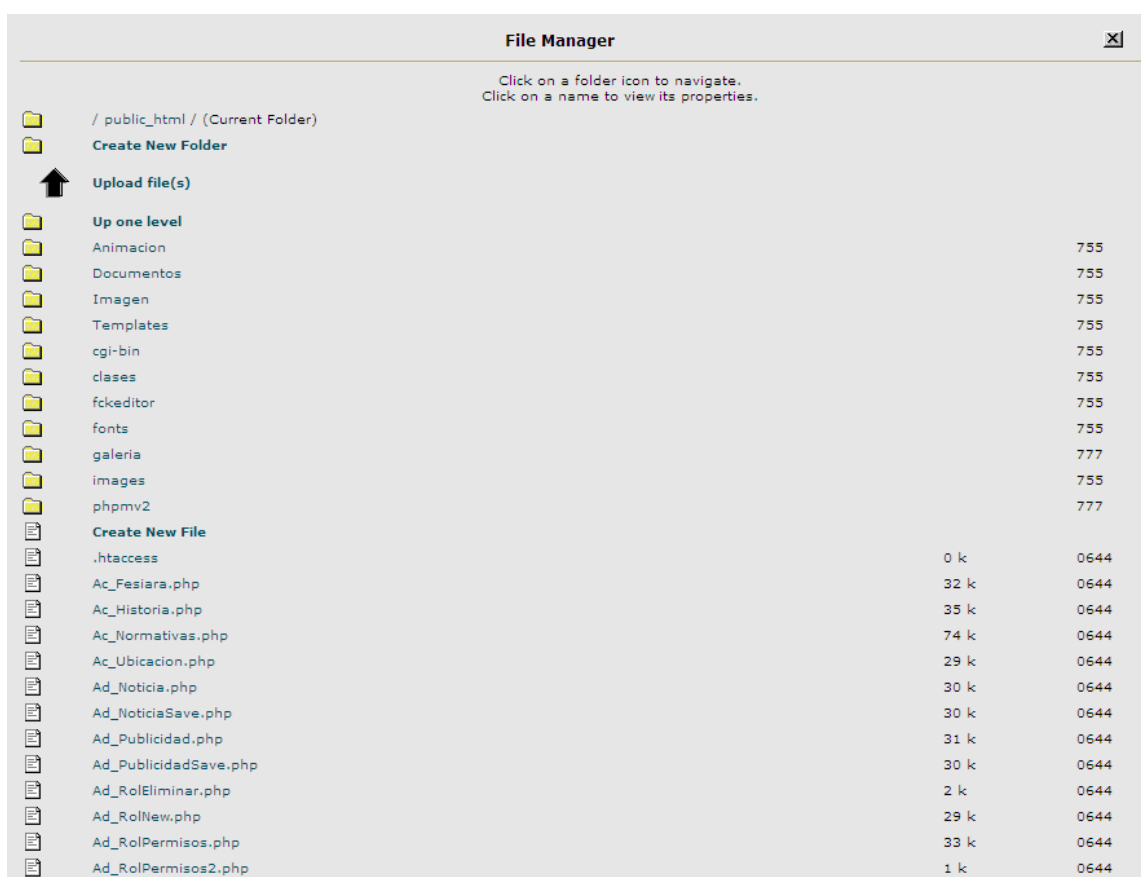 File Manager
Click on a folder icon to navigate.
Click on a name to view its properties.
/ public_html / (Current Folder)
Create New Folder
Upload file(s)
Up one level
Animacion 755
Documentos 755
Imagen 755
Templates 755
cgi-bin 755
clases 755
fckeditor 755
fonts 755
galeria 777
images 755
phpmv2 777
Create New File
.htaccess 0 k 0644
Ac_Fesiara.php 32 k 0644
Ac_Historia.php 35 k 0644
Ac_Normativas.php 74 k 0644
Ac_Ubicacion.php 29 k 0644
Ad_Noticia.php 30 k 0644
Ad_NoticiaSave.php 30 k 0644
Ad_Publicidad.php 31 k 0644
Ad_PublicidadSave.php 30 k 0644
Ad_RolEliminar.php 2 k 0644
Ad_RolNew.php 29 k 0644
Ad_RolPermisos.php 33 k 0644
Ad_RolPermisos2.php 1 k 0644